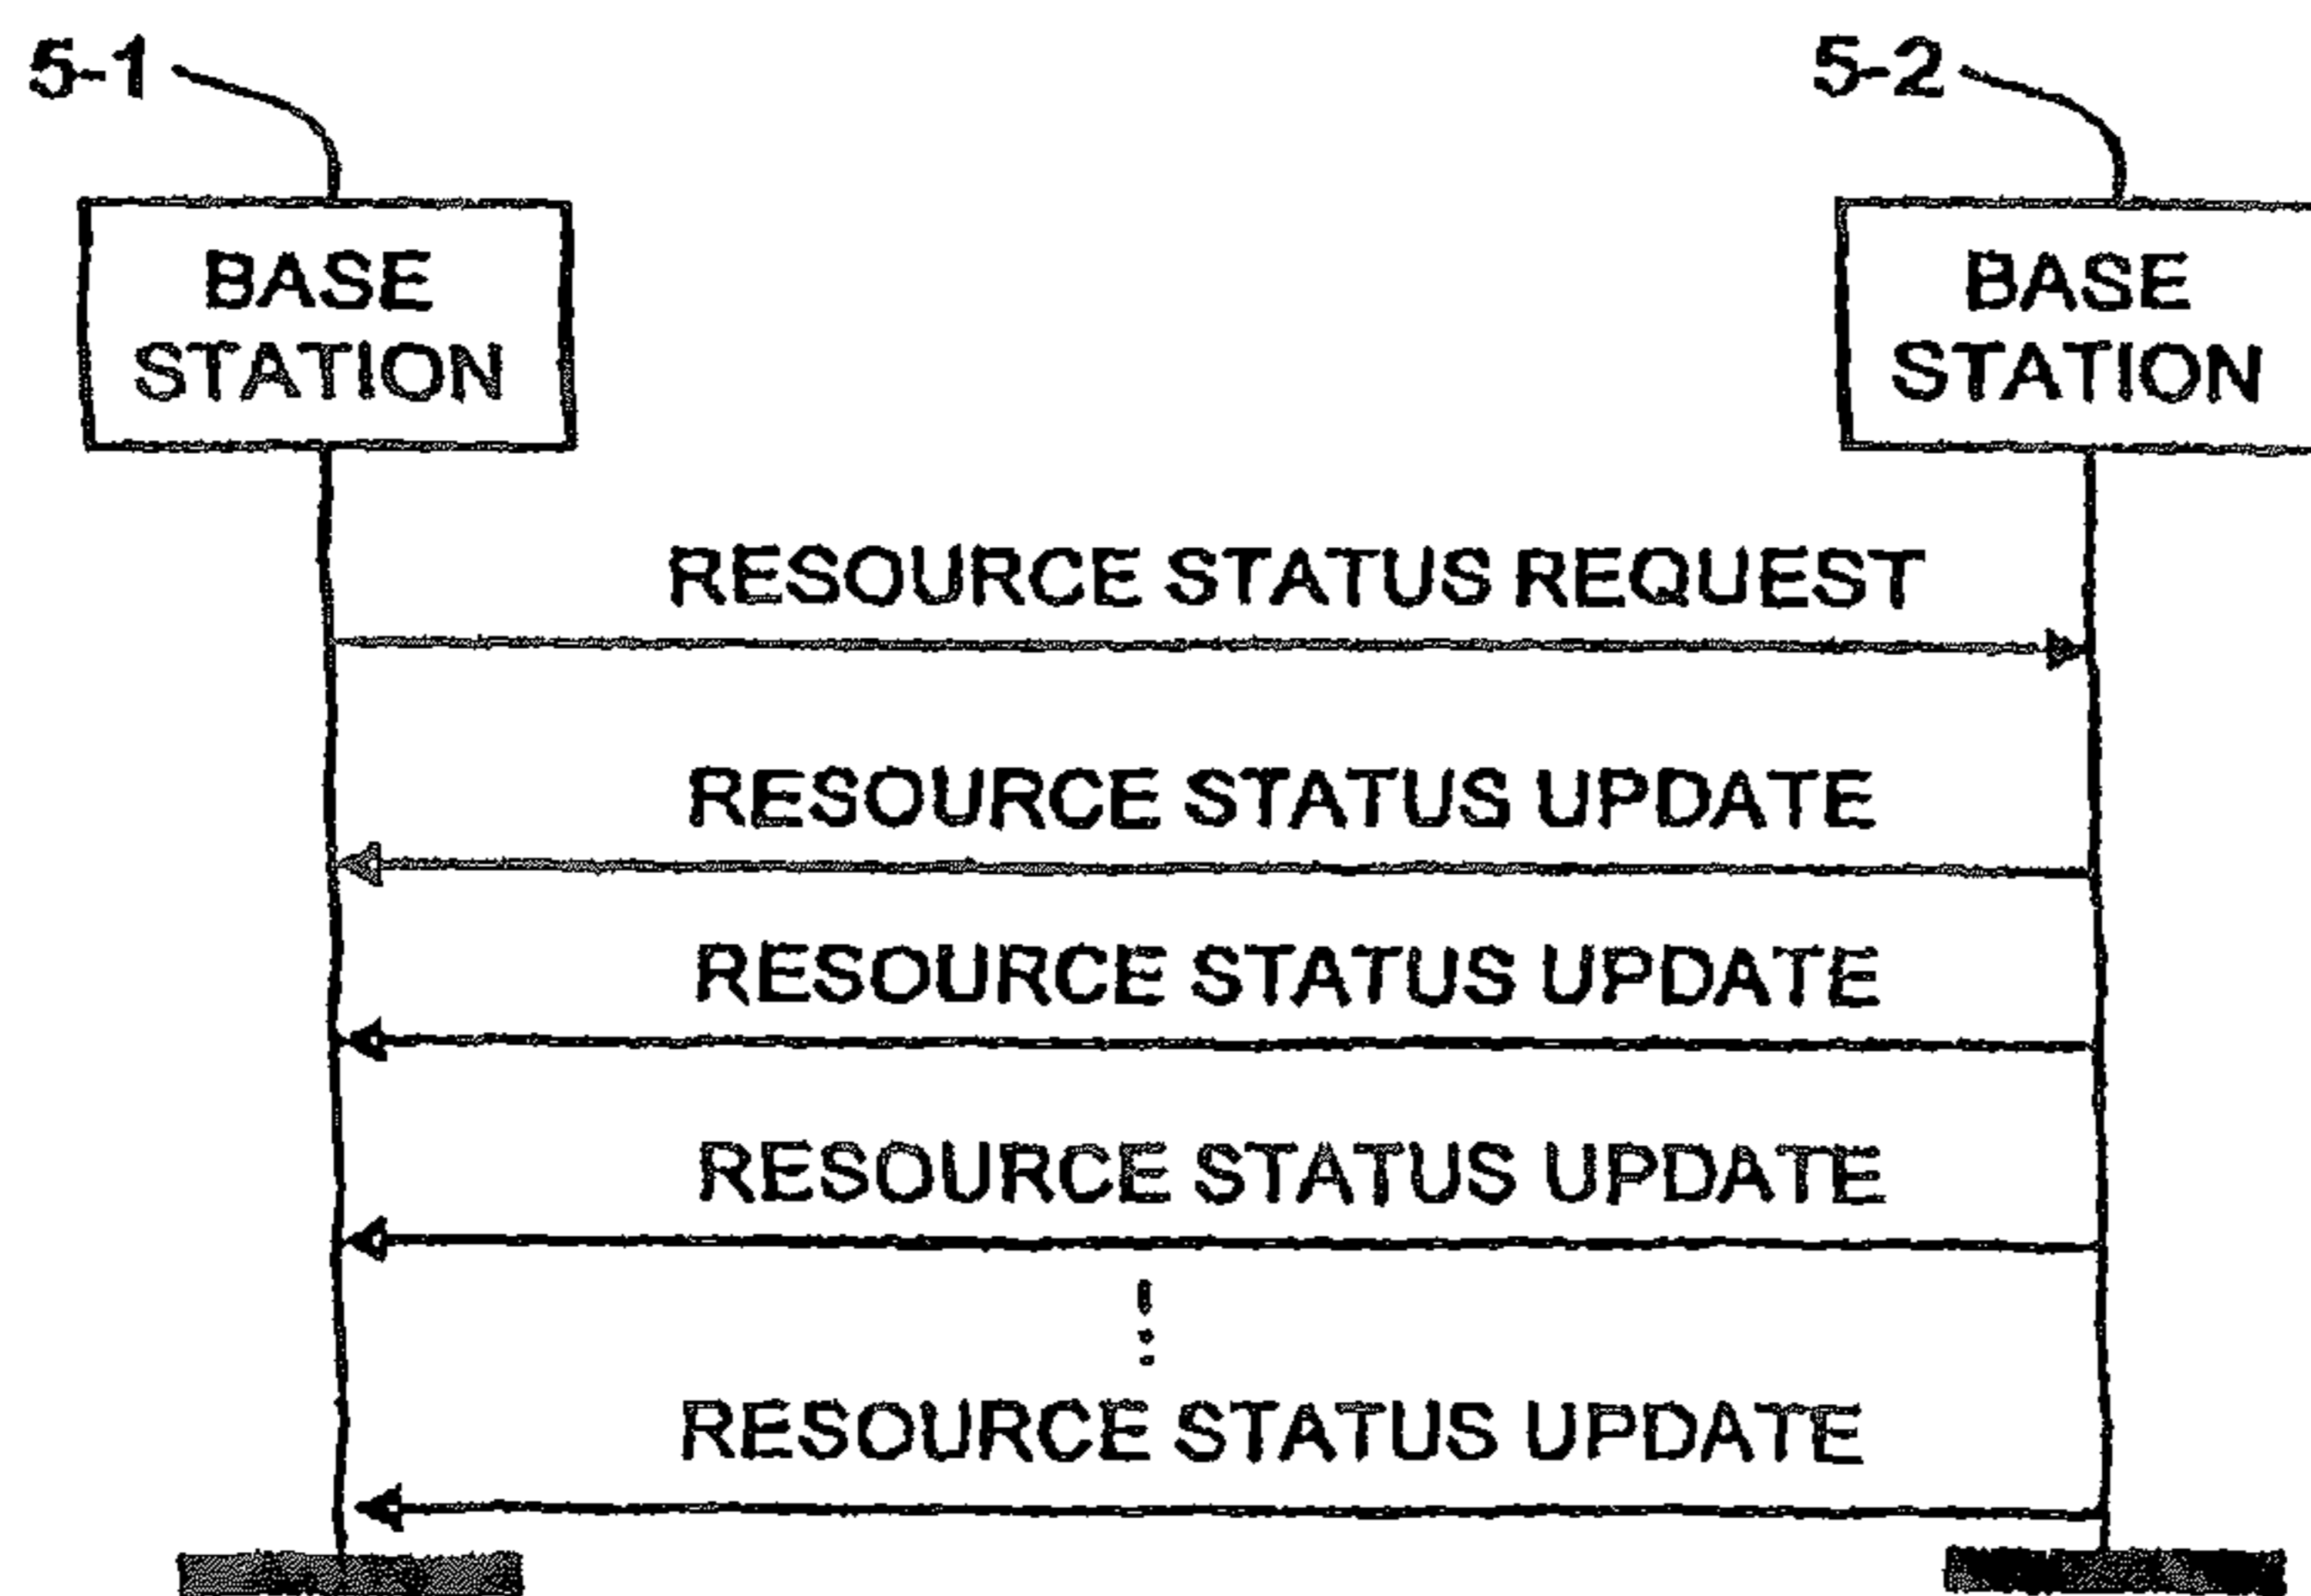 5-1
5-2
BASE
STATION
BASE
STATION
RESOURCE STATUS REQUEST
RESOURCE STATUS UPDATE
RESOURCE STATUS UPDATE
RESOURCE STATUS UPDATE
RESOURCE STATUS UPDATE